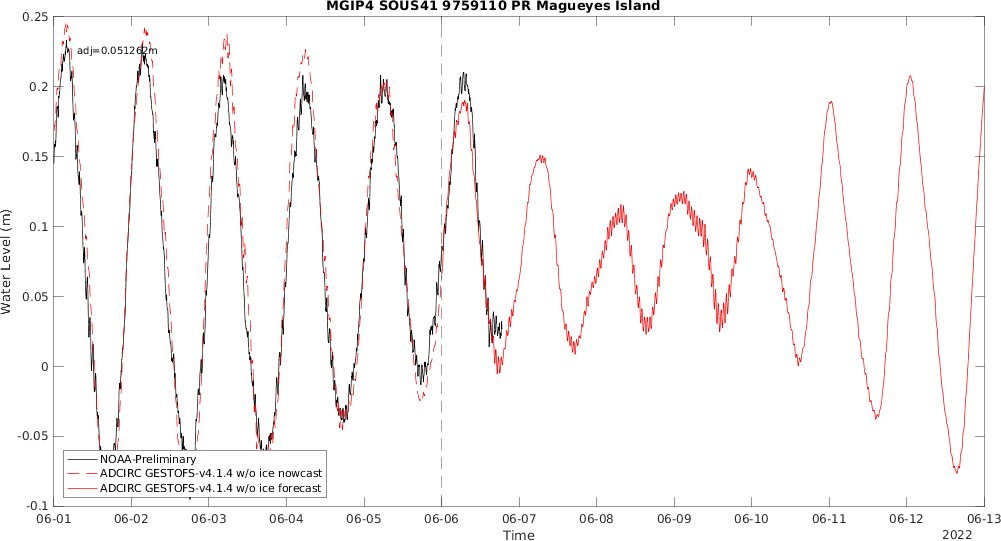 MGIP4 SOUS41 9759110 PR Magueyes Island
adj=0.051262m
0.25
0.2
0.15
0.1
0.05
0
-0.05
-0.1
Water Level (m)
NOAA-Preliminary
ADCIRC GESTOFS-v4.1.4 w/o ice nowcast
ADCIRC GESTOFS-v4.1.4 w/o ice forecast
06-01 06-02 06-03 06-04 06-05 06-06 06-07 06-08 06-09 06-10 06-11 06-12 06-13
Time
2022